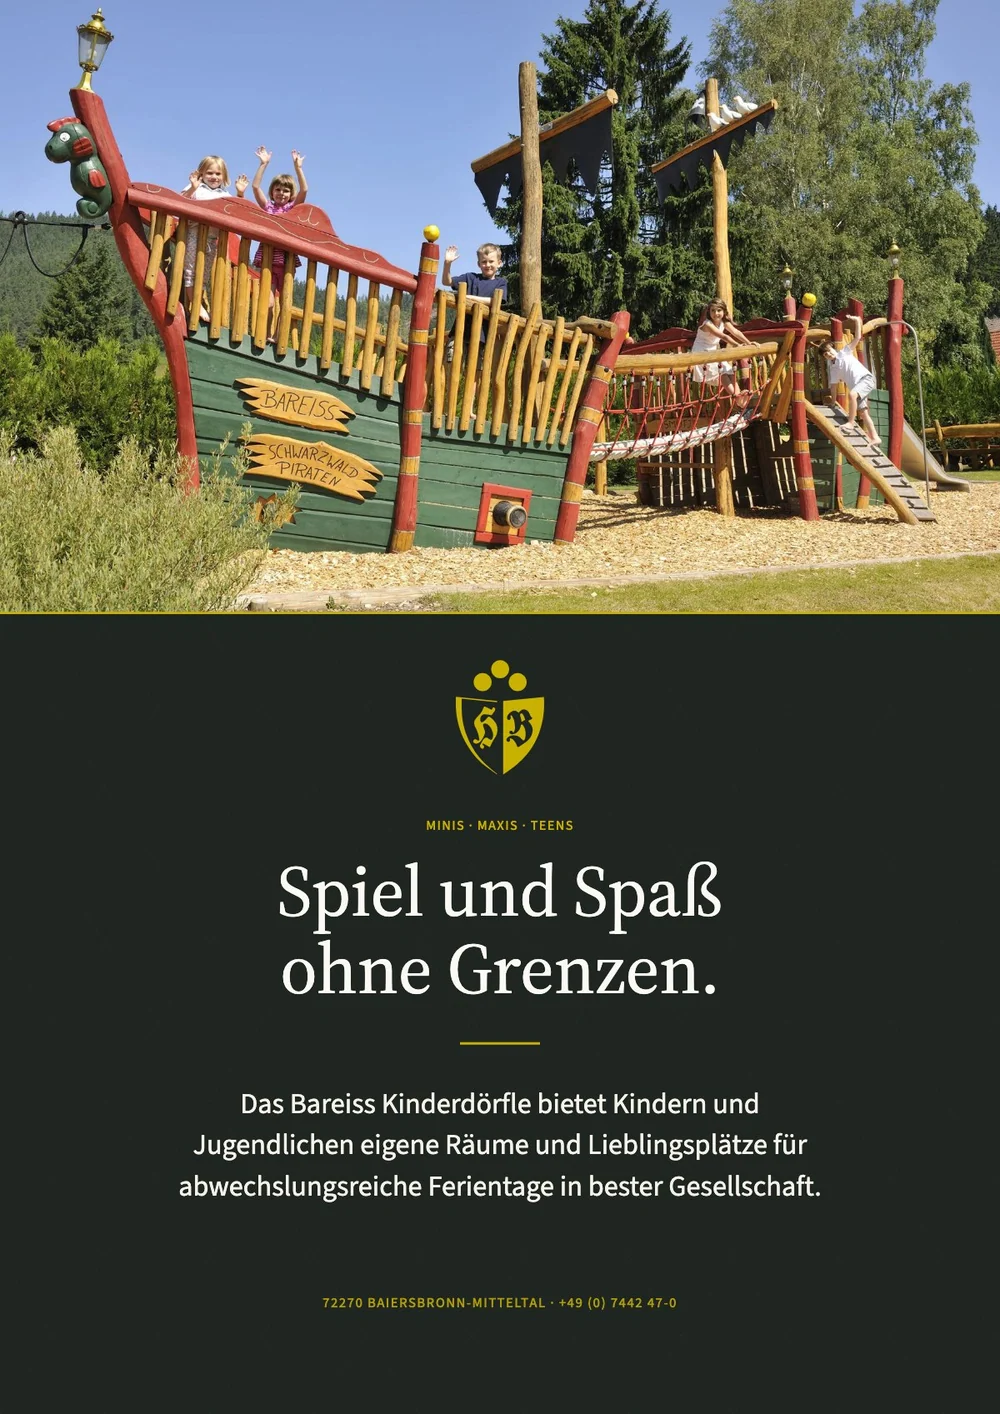 BAREISS
SCHWARZWALD
PIRATEN
H B
MINIS · MAXIS · TEENS
Spiel und Spaß
ohne Grenzen.
Das Bareiss Kinderdörfle bietet Kindern und
Jugendlichen eigene Räume und Lieblingsplätze für
abwechslungsreiche Ferientage in bester Gesellschaft.
72270 BAIERSBRONN-MITTELTAL · +49 (0) 7442 47-0